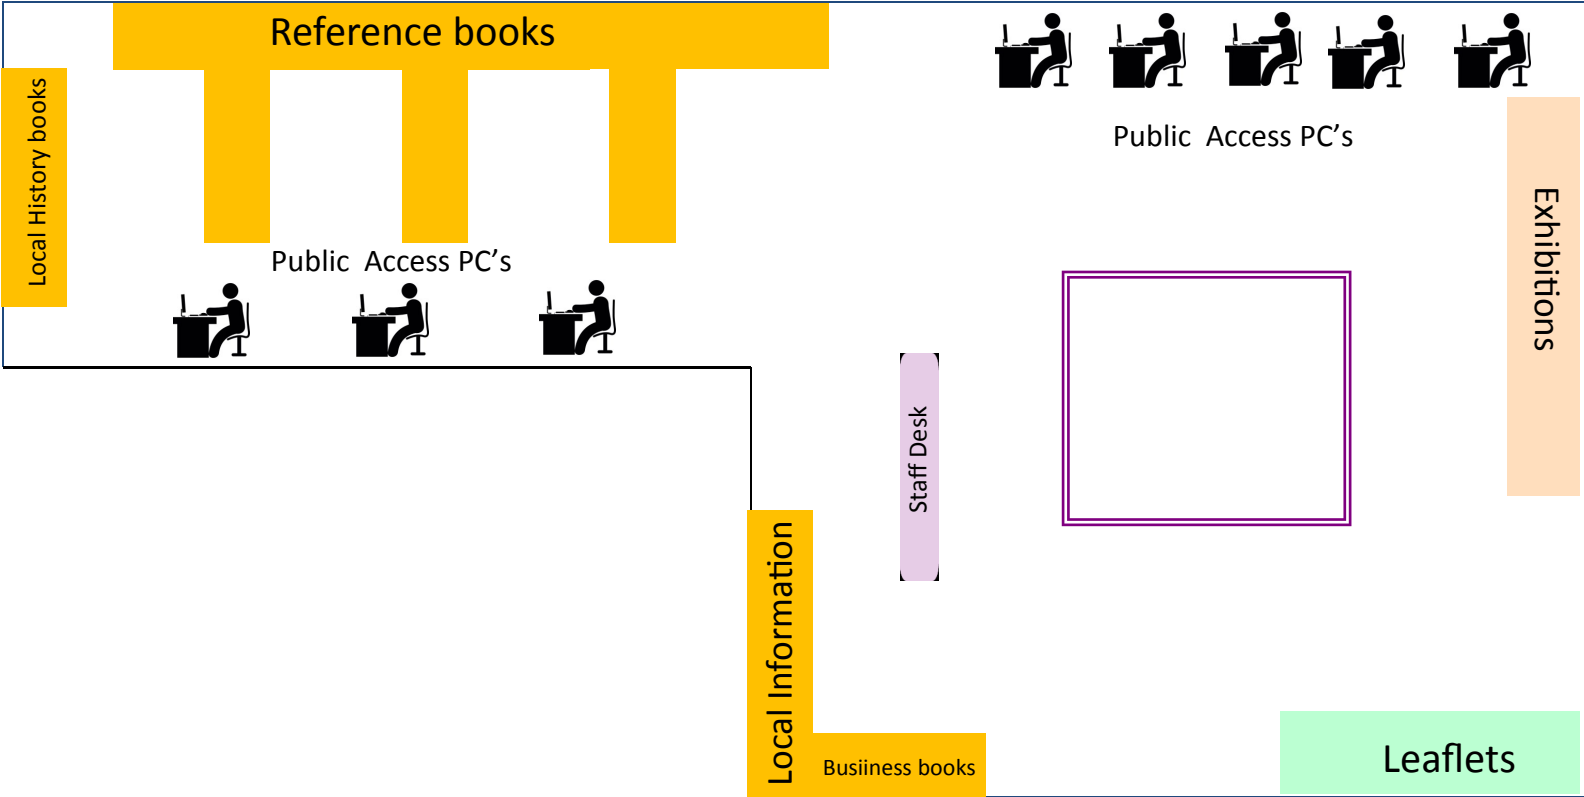 Reference books
Local History books
Public  Access PC’s
Public  Access PC’s
Exhibitions
Staff Desk
Local Information
Busiiness books
Leaflets